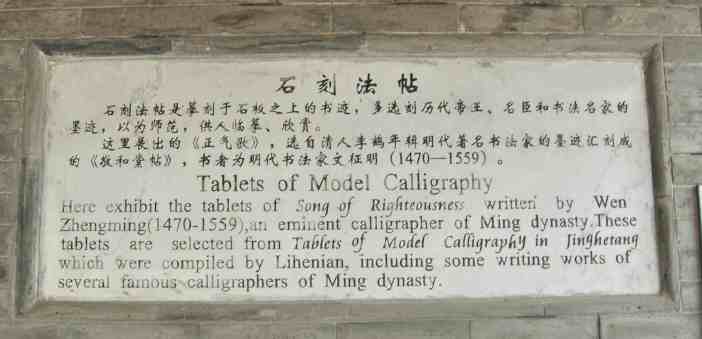 石刻法帖
石刻法帖是摹刻于石板之上的书迹，多选刻历代帝王、名臣和书法名家的
墨迹，以为师范，供人临摹、欣赏。
这里展出的《正气歌》，选自清人李鹤年辑明代著名书法家的墨迹汇刻成
的《敬和堂帖》，书者为明代书法家文征明（1470—1559）。
Tablets of Model Calligraphy
Here exhibit the tablets of Song of Righteousness written by Wen
Zhengming(1470-1559),an eminent calligrapher of Ming dynasty.These
tablets are selected from Tablets of Model Calligraphy in Jinghetang
which were compiled by Lihenian, including some writing works of
several famous calligraphers of Ming dynasty.